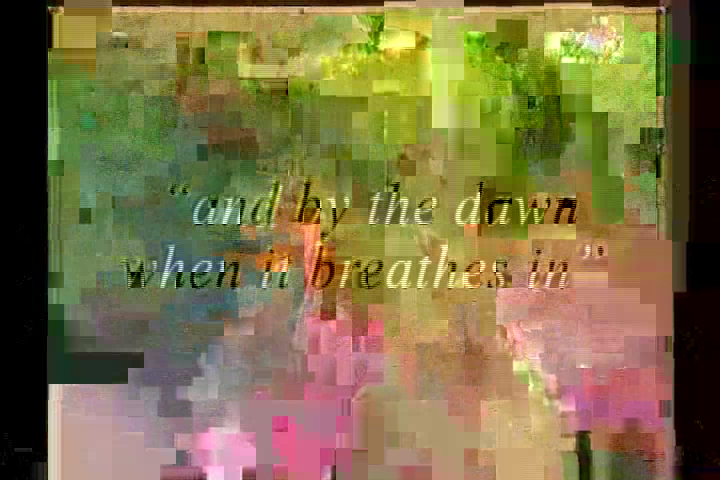 “and by the dawn
when it breathes in”